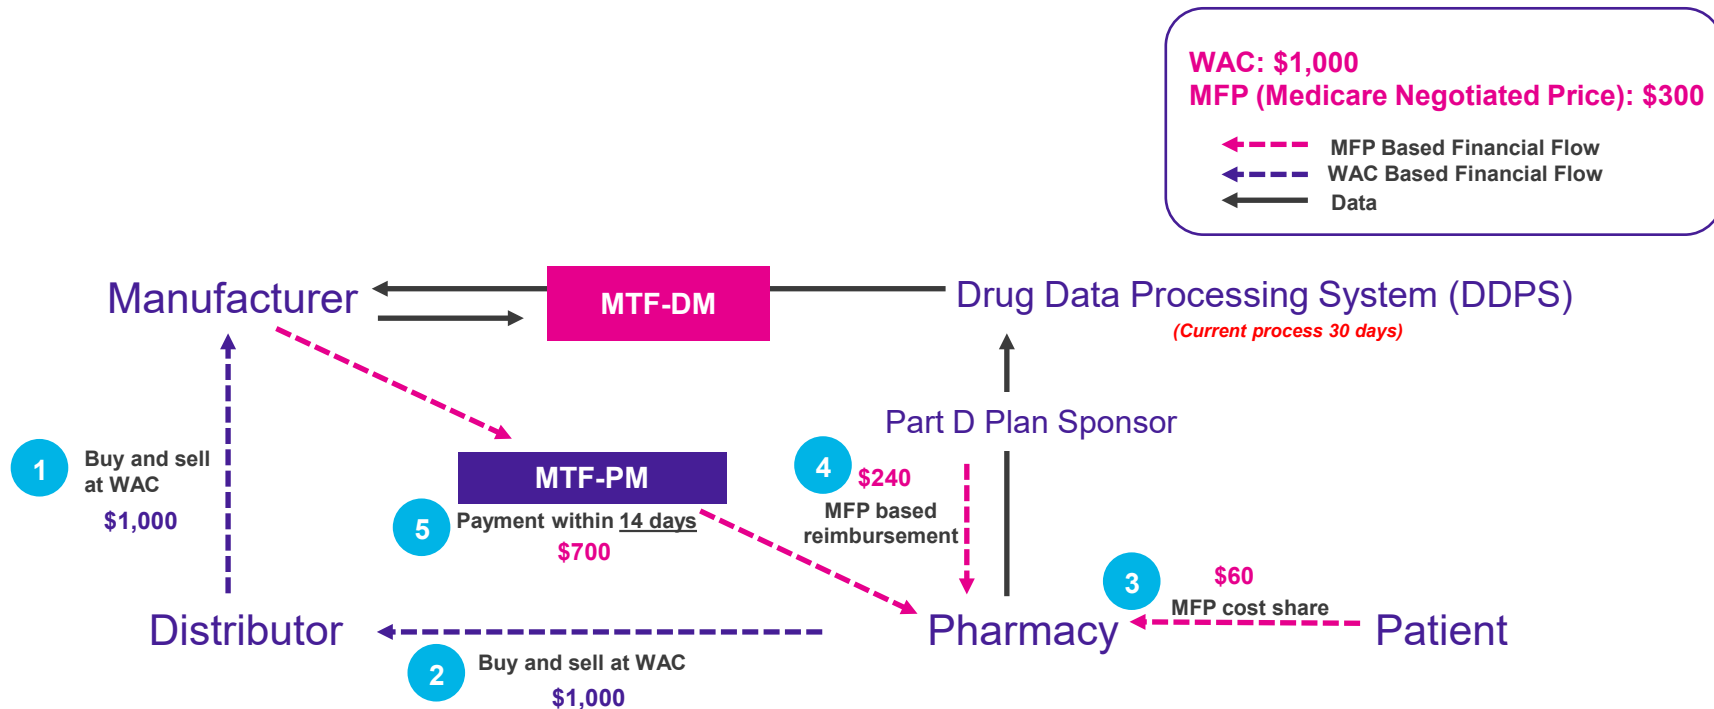 WAC: $1,000
MFP (Medicare Negotiated Price): $300
MFP Based Financial Flow
WAC Based Financial Flow
Data
Manufacturer
MTF-DM
Drug Data Processing System (DDPS)
(Current process 30 days)
Part D Plan Sponsor
1
Buy and sell
at WAC
$1,000
MTF-PM
5
Payment within 14 days
$700
4
$240
MFP based
reimbursement
3
$60
MFP cost share
Distributor
Pharmacy
Patient
2
Buy and sell at WAC
$1,000